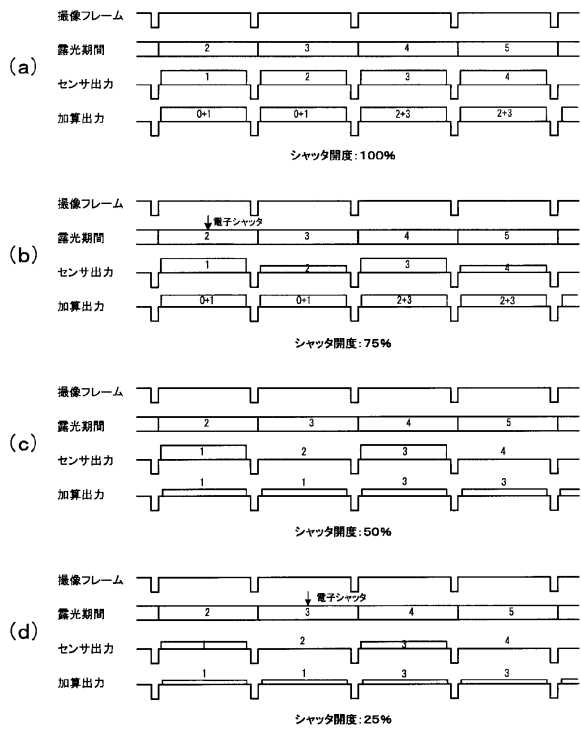 (a)
撮像フレーム
露光期間 2 3 4 5
センサ出力 1 2 3 4
加算出力 0+1 0+1 2+3 2+3
シャッタ開度:100%
(b)
撮像フレーム
電子シャッタ
露光期間 2 3 4 5
センサ出力 1 2 3 4
加算出力 0+1 0+1 2+3 2+3
シャッタ開度:75%
(c)
撮像フレーム
露光期間 2 3 4 5
センサ出力 1 2 3 4
加算出力 1 1 3 3
シャッタ開度:50%
(d)
撮像フレーム
電子シャッタ
露光期間 2 3 4 5
センサ出力 1 2 3 4
加算出力 1 1 3 3
シャッタ開度:25%